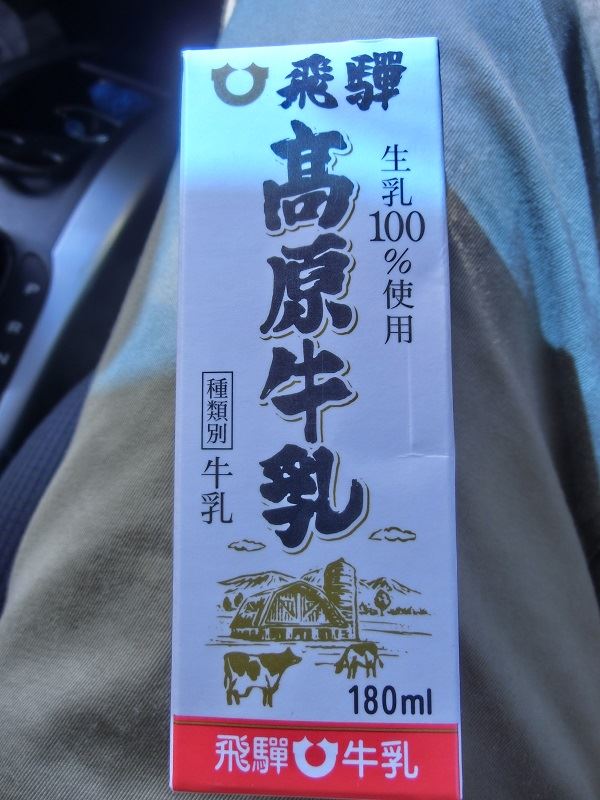 飛驒
高原牛乳
生乳100%使用
種類別
牛乳
180ml
飛驒 牛乳